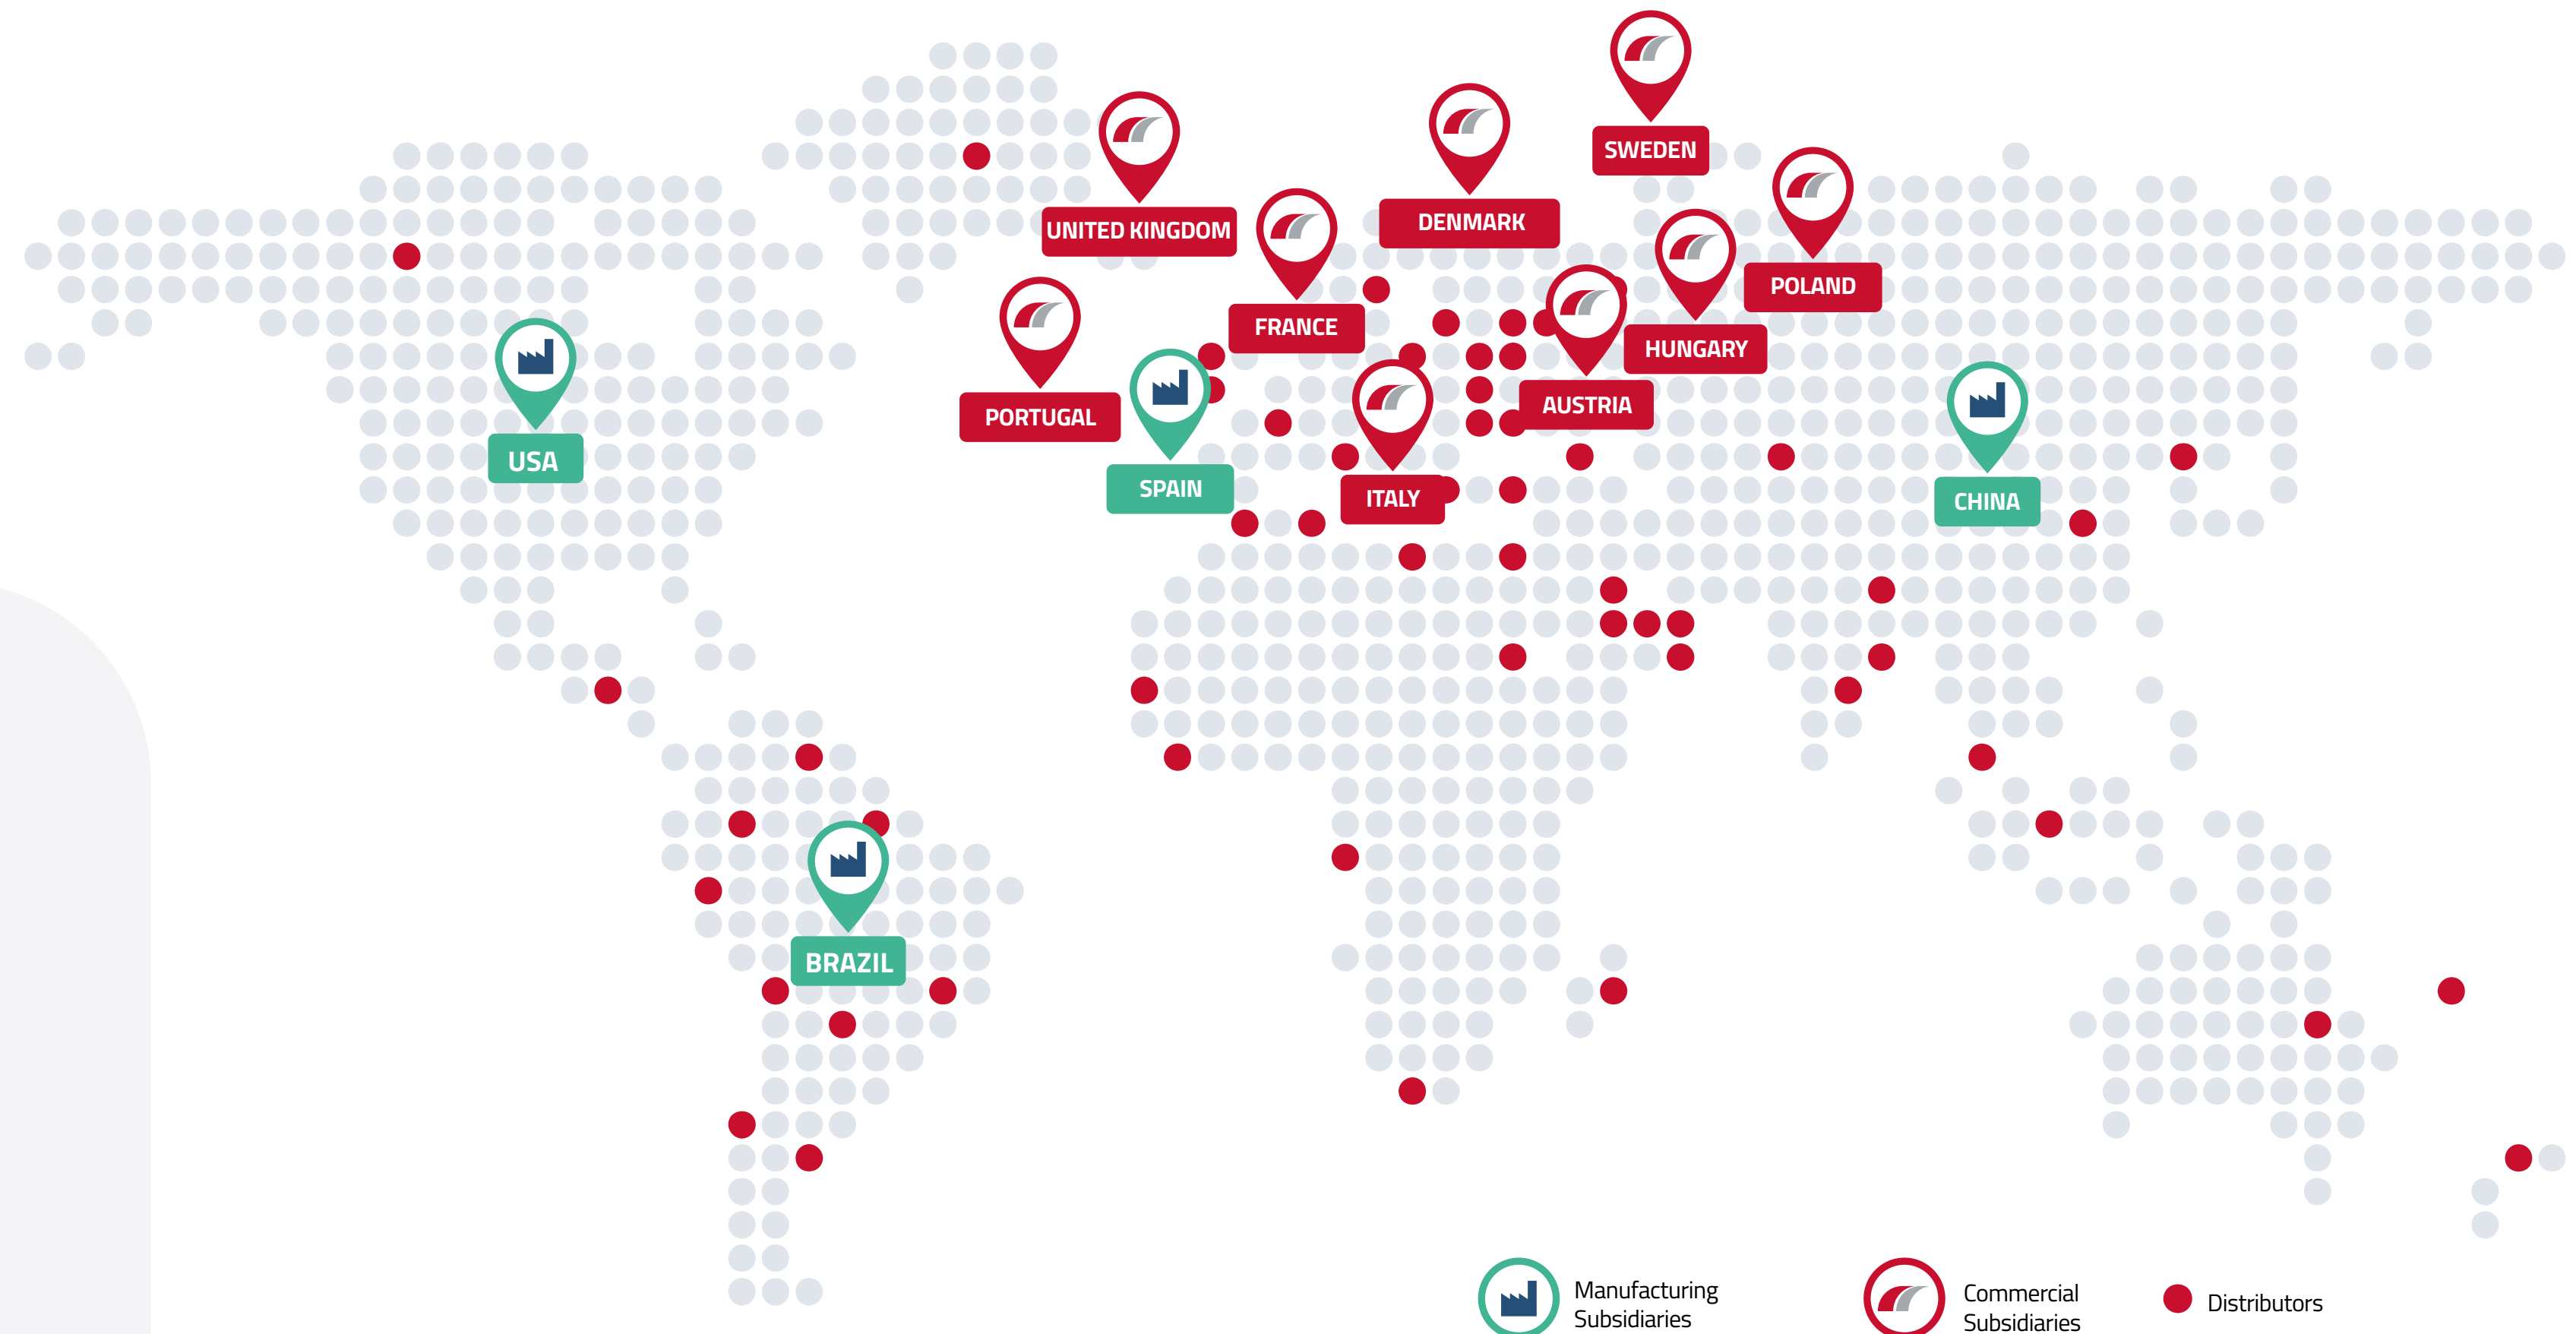 SWEDEN
UNITED KINGDOM
DENMARK
POLAND
FRANCE
HUNGARY
PORTUGAL
AUSTRIA
USA
SPAIN
ITALY
CHINA
BRAZIL
Manufacturing
Subsidiaries
Commercial
Subsidiaries
Distributors